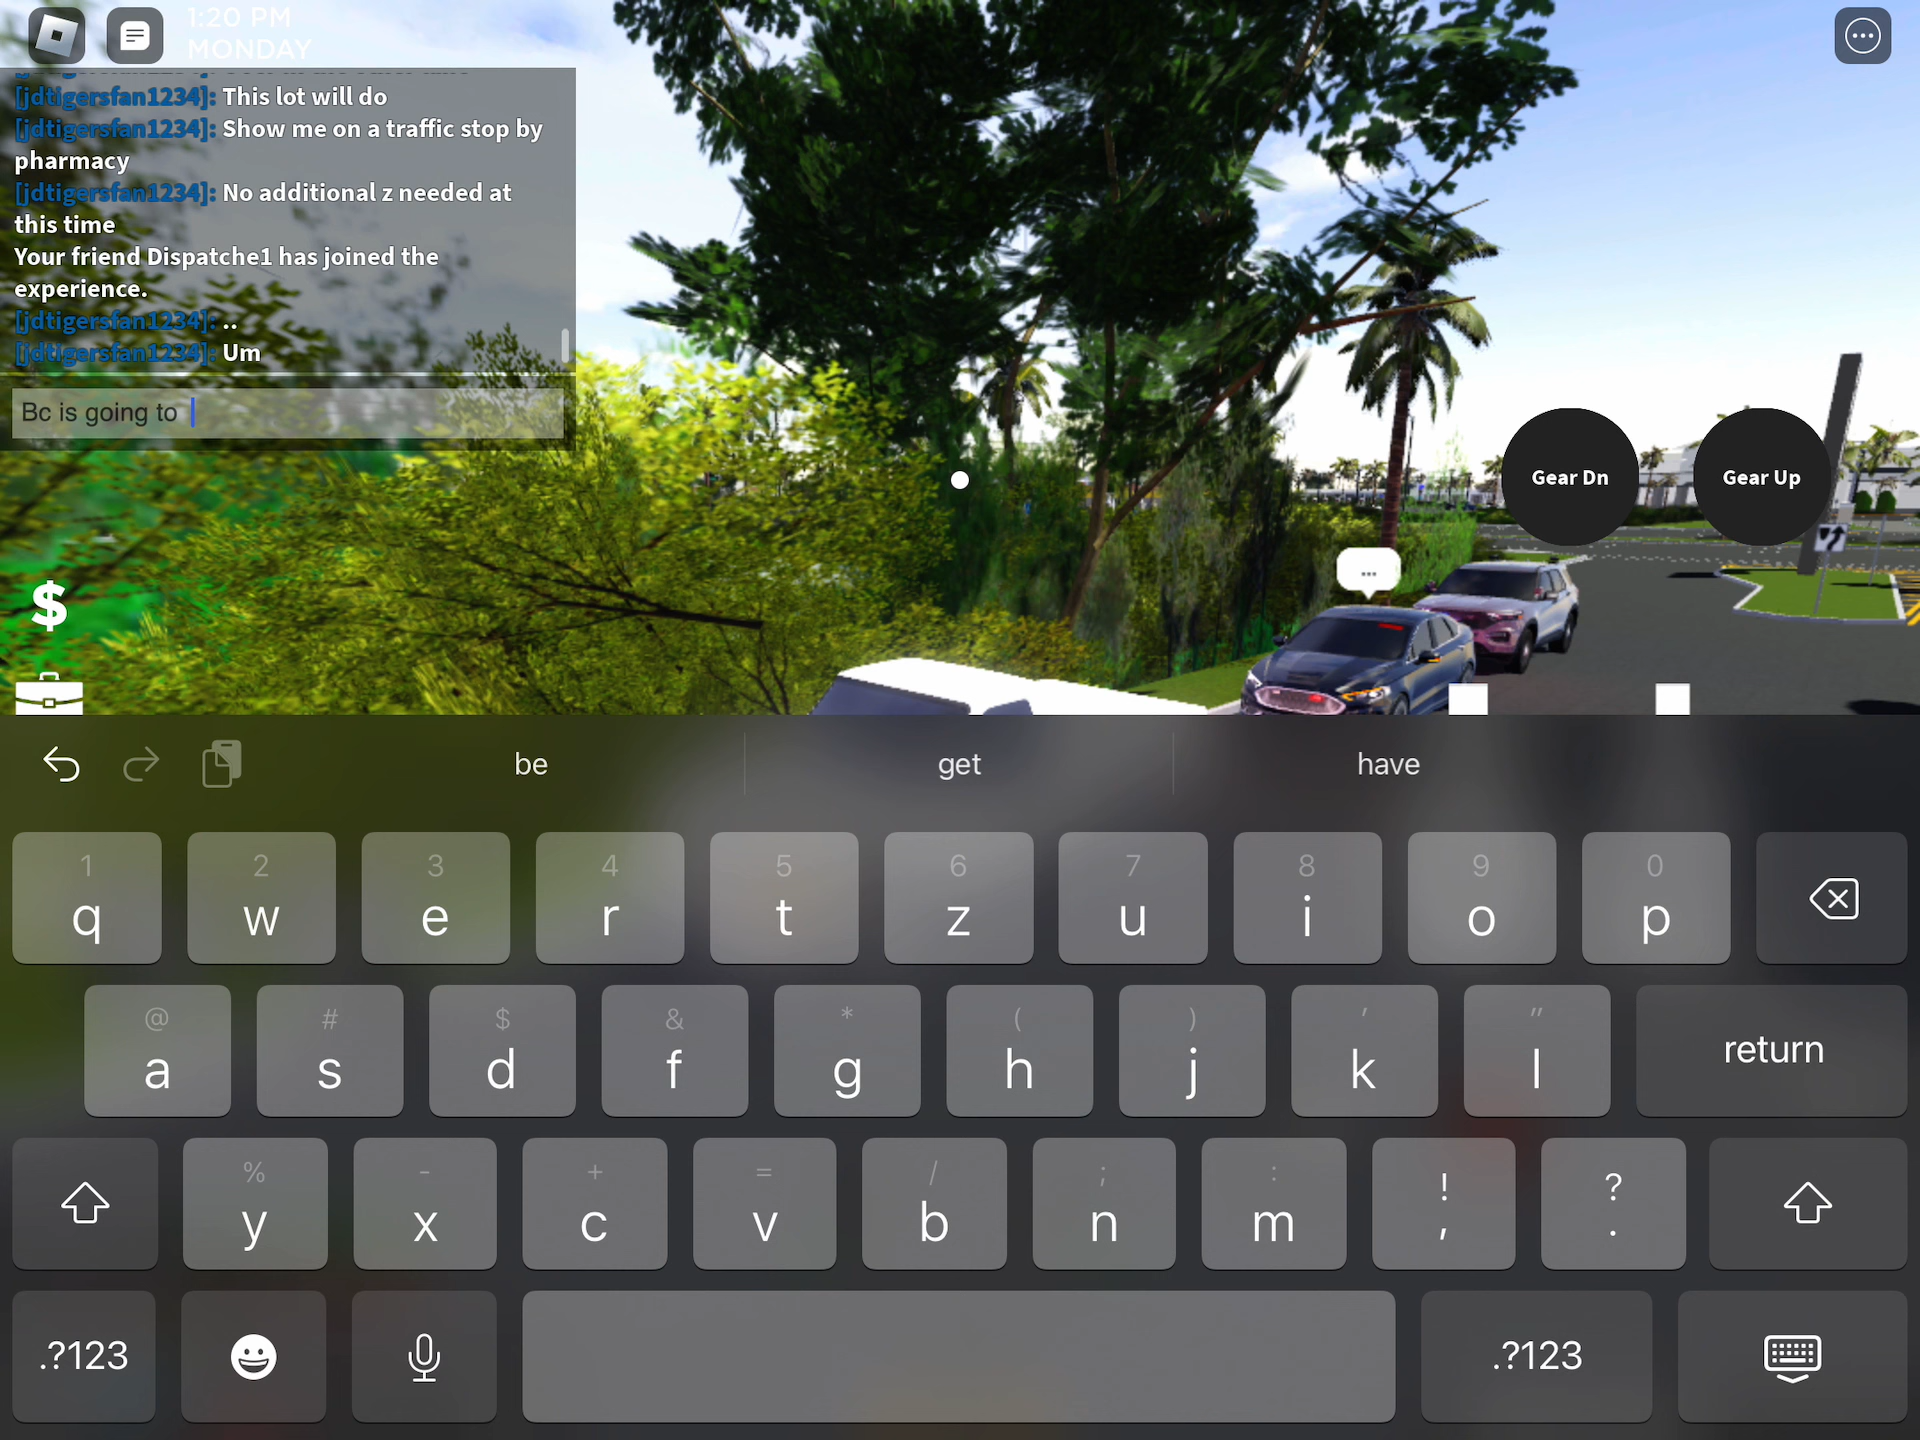 1:20 PM
MONDAY
[jdtigersfan1234]: This lot will do
[jdtigersfan1234]: Show me on a traffic stop by
pharmacy
[jdtigersfan1234]: No additional z needed at
this time
Your friend Dispatche1 has joined the
experience.
[jdtigersfan1234]: ..
[jdtigersfan1234]: Um
Bc is going to
Gear Dn Gear Up
...
$
be get have
1 2 3 4 5 6 7 8 9 0
q w e r t z u i o p
@ # $ & * ( ) ' "
a s d f g h j k l return
% - + = / ; : ! ?
y x c v b n m , .
.?123 .?123